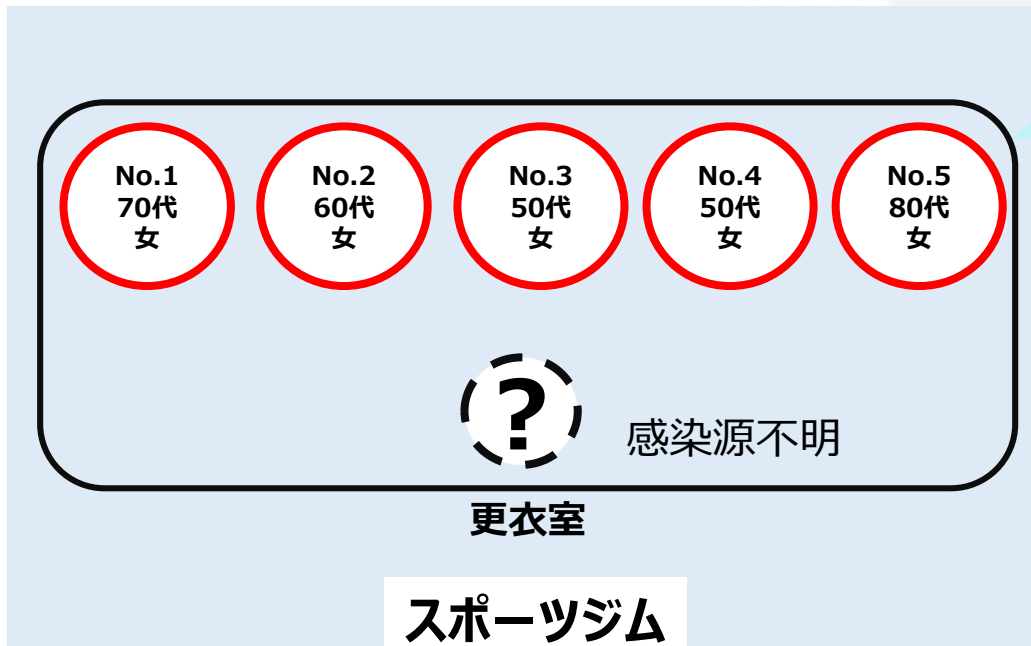 No.1
70代
女
No.2
60代
女
No.3
50代
女
No.4
50代
女
No.5
80代
女
?
感染源不明
更衣室
スポーツジム